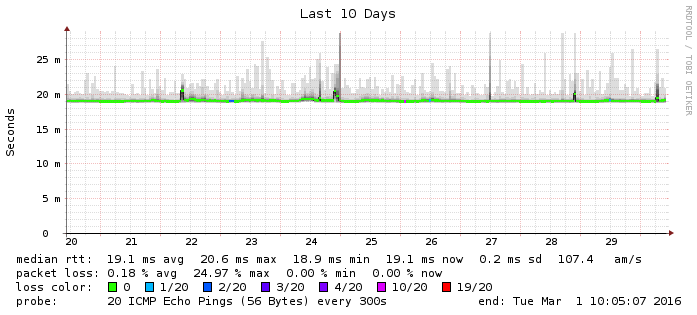 Last 10 Days
RRDTOOL / TOBI OETIKER
Seconds
25 m
20 m
15 m
10 m
5 m
0
20 21 22 23 24 25 26 27 28 29
median rtt: 19.1 ms avg 20.6 ms max 18.9 ms min 19.1 ms now 0.2 ms sd 107.4 am/s
packet loss: 0.18 % avg 24.97 % max 0.00 % min 0.00 % now
loss color: 0 1/20 2/20 3/20 4/20 10/20 19/20
probe: 20 ICMP Echo Pings (56 Bytes) every 300s end: Tue Mar 1 10:05:07 2016